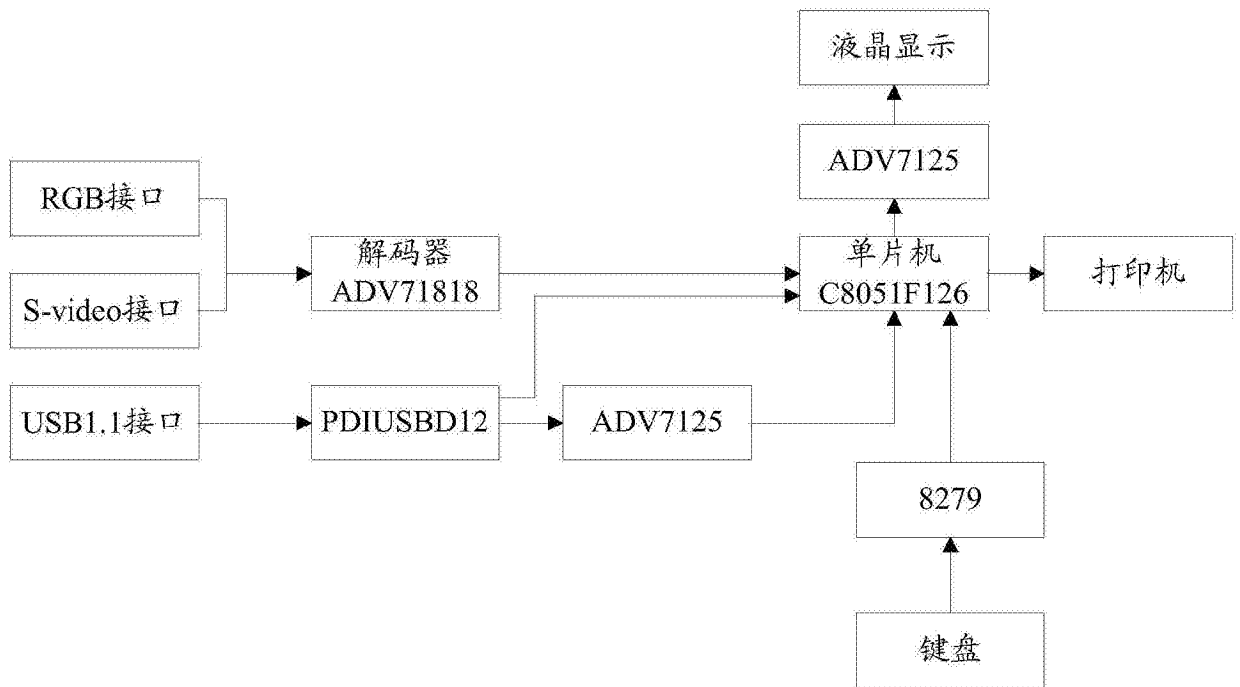 液晶显示
ADV7125
RGB接口
解码器
ADV71818
单片机
C8051F126
打印机
S-video接口
USB1.1接口
PDIUSBD12
ADV7125
8279
键盘